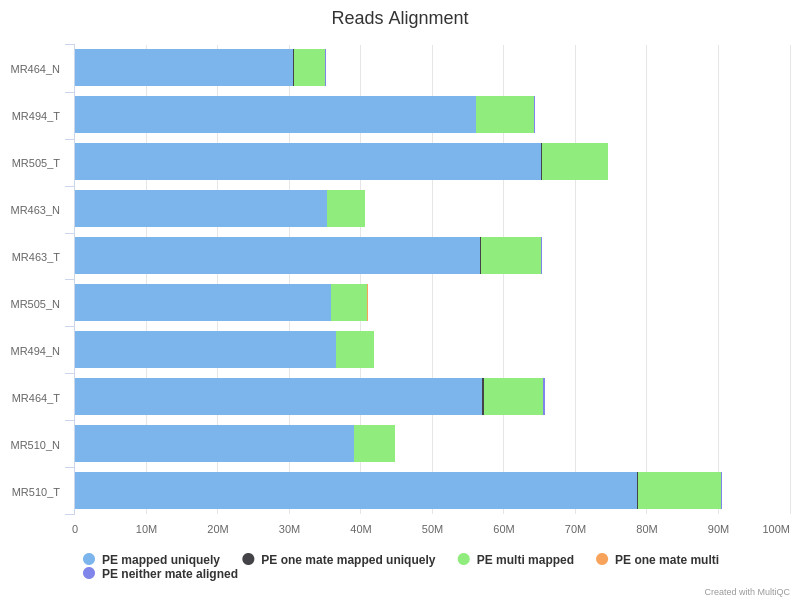 Reads Alignment
MR464_N
MR494_T
MR505_T
MR463_N
MR463_T
MR505_N
MR494_N
MR464_T
MR510_N
MR510_T
0 10M 20M 30M 40M 50M 60M 70M 80M 90M 100M
PE mapped uniquely PE one mate mapped uniquely PE multi mapped PE one mate multi
PE neither mate aligned
Created with MultiQC